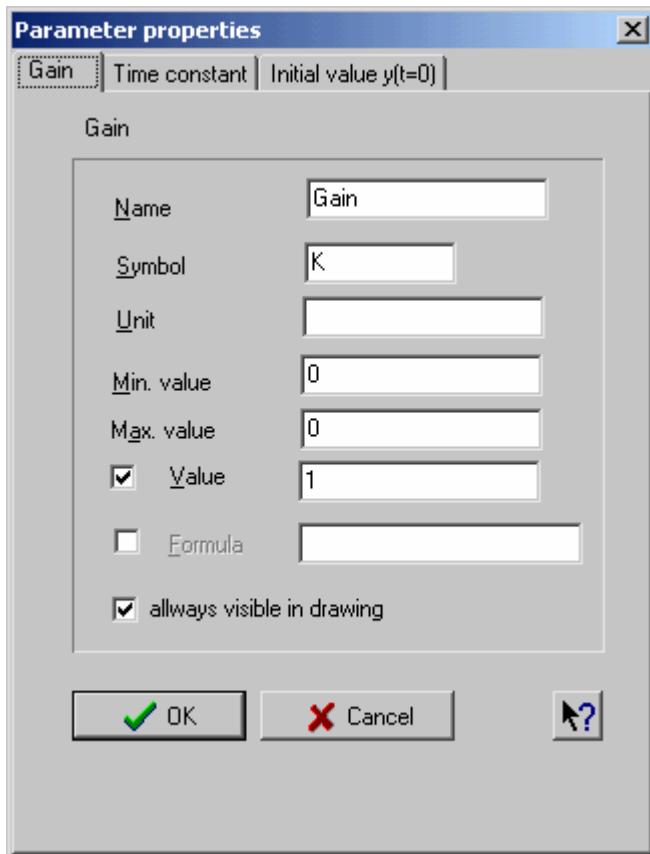 Parameter properties
Gain Time constant Initial value y(t=0)
Gain
Name Gain
Symbol K
Unit
Min. value 0
Max. value 0
Value 1
Formula
allways visible in drawing
OK Cancel ?